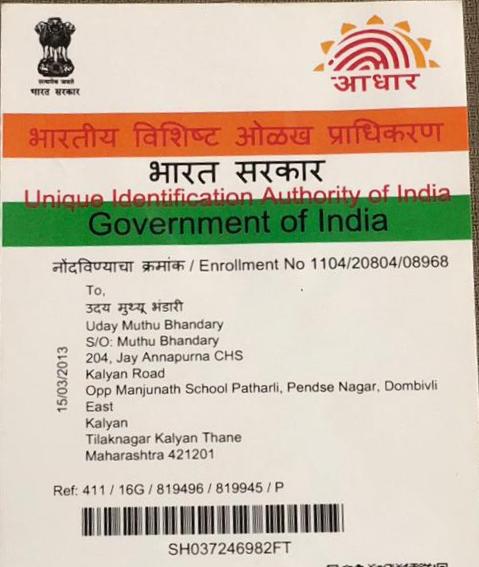 सत्यमेव जयते
भारत सरकार
आधार
भारतीय विशिष्ट ओळख प्राधिकरण
भारत सरकार
Unique Identification Authority of India
Government of India
नोंदविण्याचा क्रमांक / Enrollment No 1104/20804/08968
To,
उदय मुथ्यू भंडारी
Uday Muthu Bhandary
S/O: Muthu Bhandary
204, Jay Annapurna CHS
Kalyan Road
Opp Manjunath School Patharli, Pendse Nagar, Dombivli
East
Kalyan
Tilaknagar Kalyan Thane
Maharashtra 421201
15/03/2013
Ref: 411 / 16G / 819496 / 819945 / P
SH037246982FT